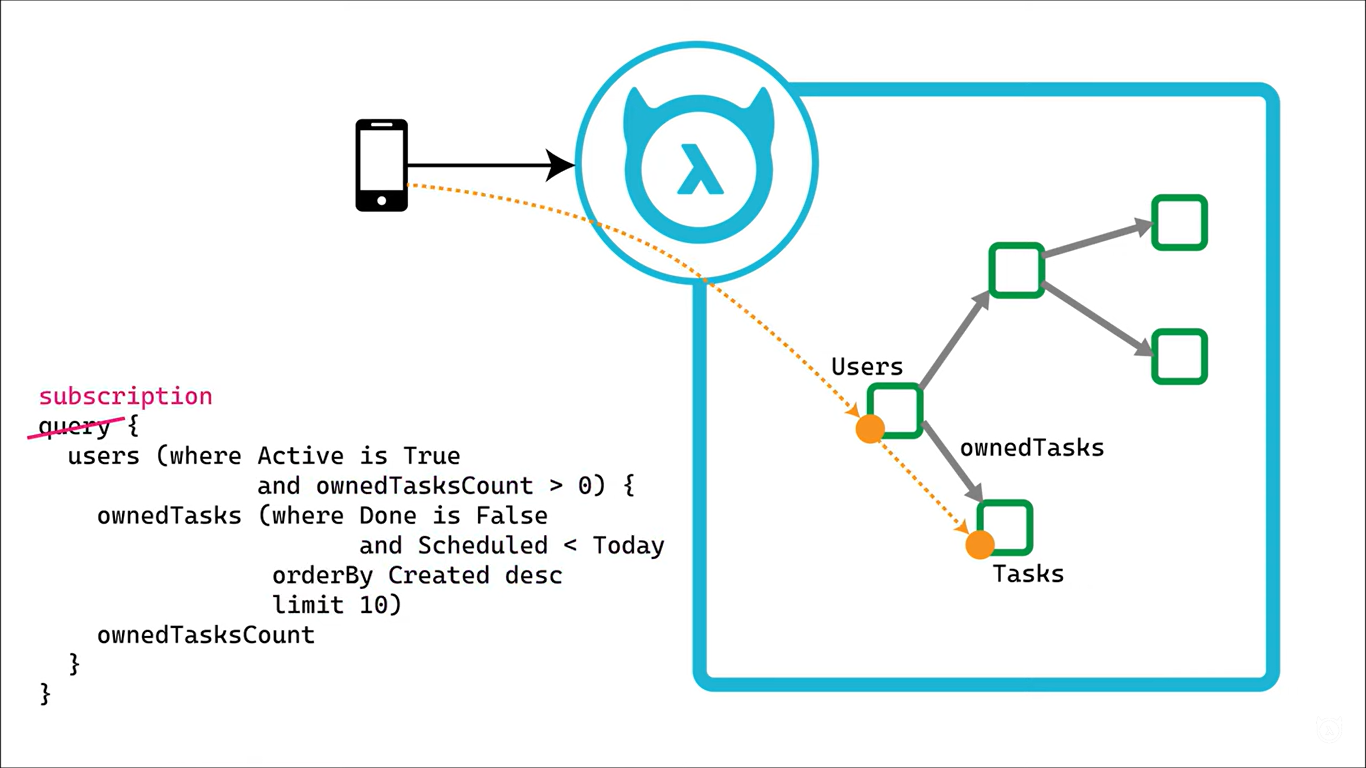 subscription
query {
users (where Active is True
and ownedTasksCount > 0) {
ownedTasks (where Done is False
and Scheduled < Today
orderBy Created desc
limit 10)
ownedTasksCount
}
}
λ
Users
ownedTasks
Tasks